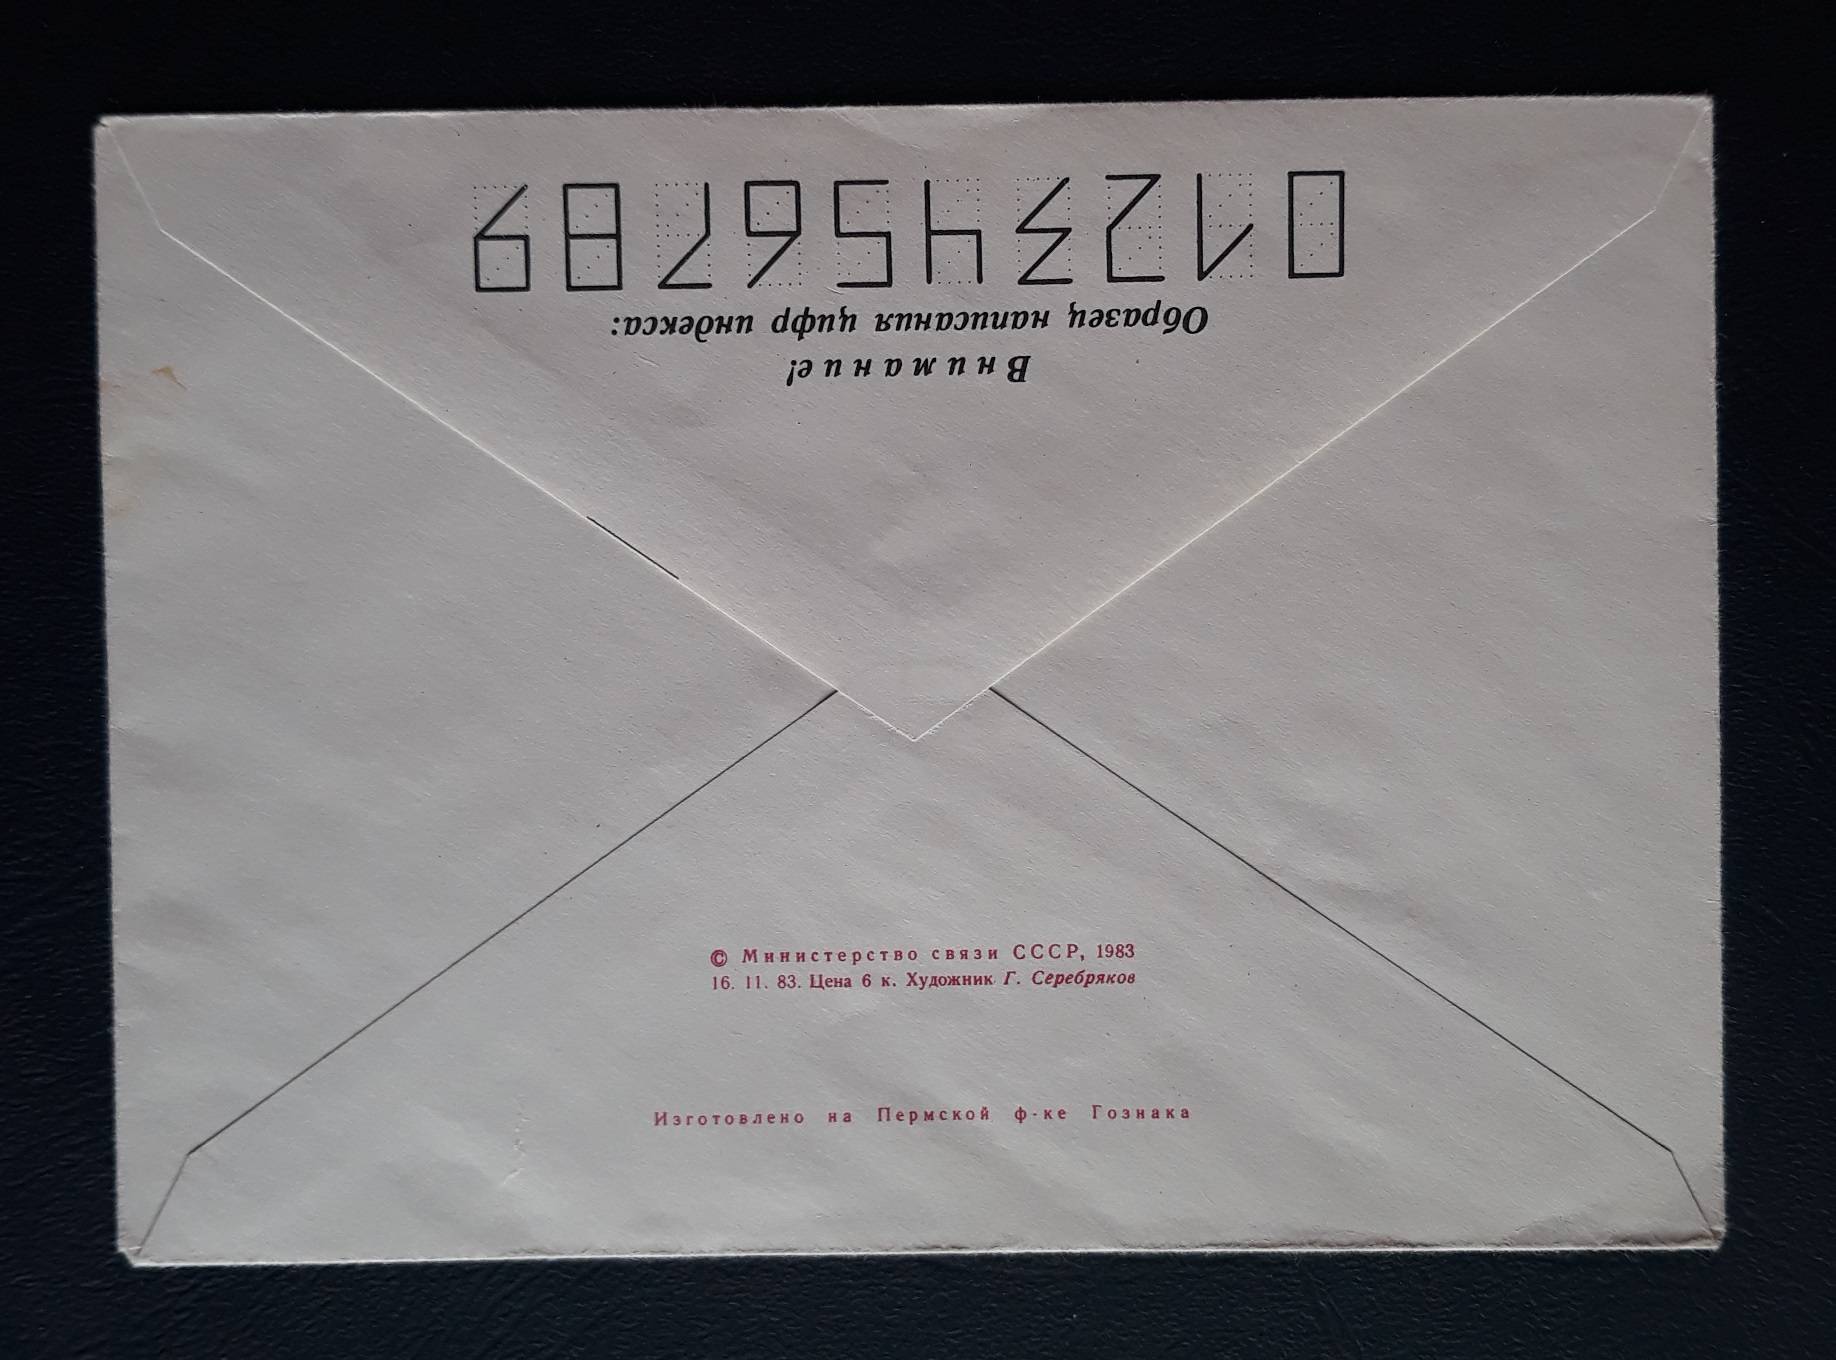 Внимание!
Образец написания цифр индекса:
0123456789
© Министерство связи СССР, 1983
16. 11. 83. Цена 6 к. Художник Г. Серебряков
Изготовлено на Пермской ф-ке Гознака